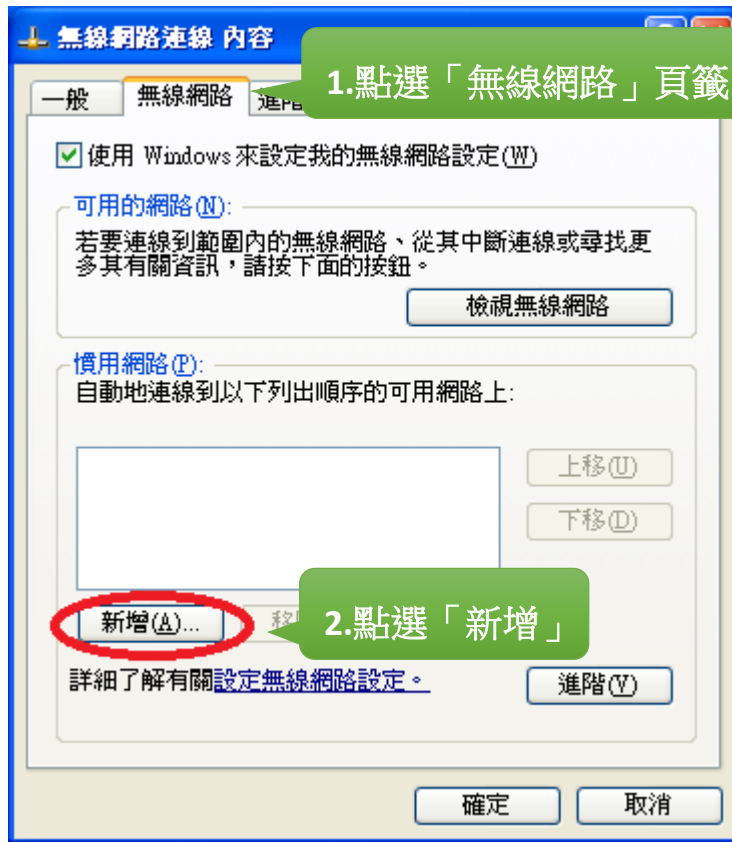 無線網路連線 內容
1.點選「無線網路」頁籤
一般 無線網路 進階
使用 Windows 來設定我的無線網路設定(W)
可用的網路(N):
若要連線到範圍內的無線網路、從其中斷連線或尋找更
多其有關資訊，請按下面的按鈕。
檢視無線網路
慣用網路(P):
自動地連線到以下列出順序的可用網路上:
上移(U)
下移(D)
新增(A)... 移
2.點選「新增」
詳細了解有關設定無線網路設定。
進階(V)
確定 取消